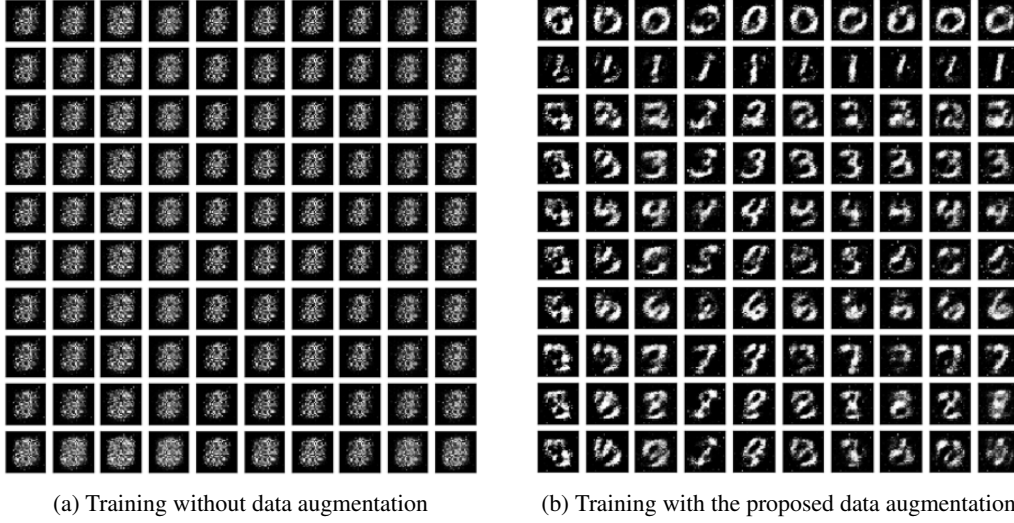 (a) Training without data augmentation
(b) Training with the proposed data augmentation